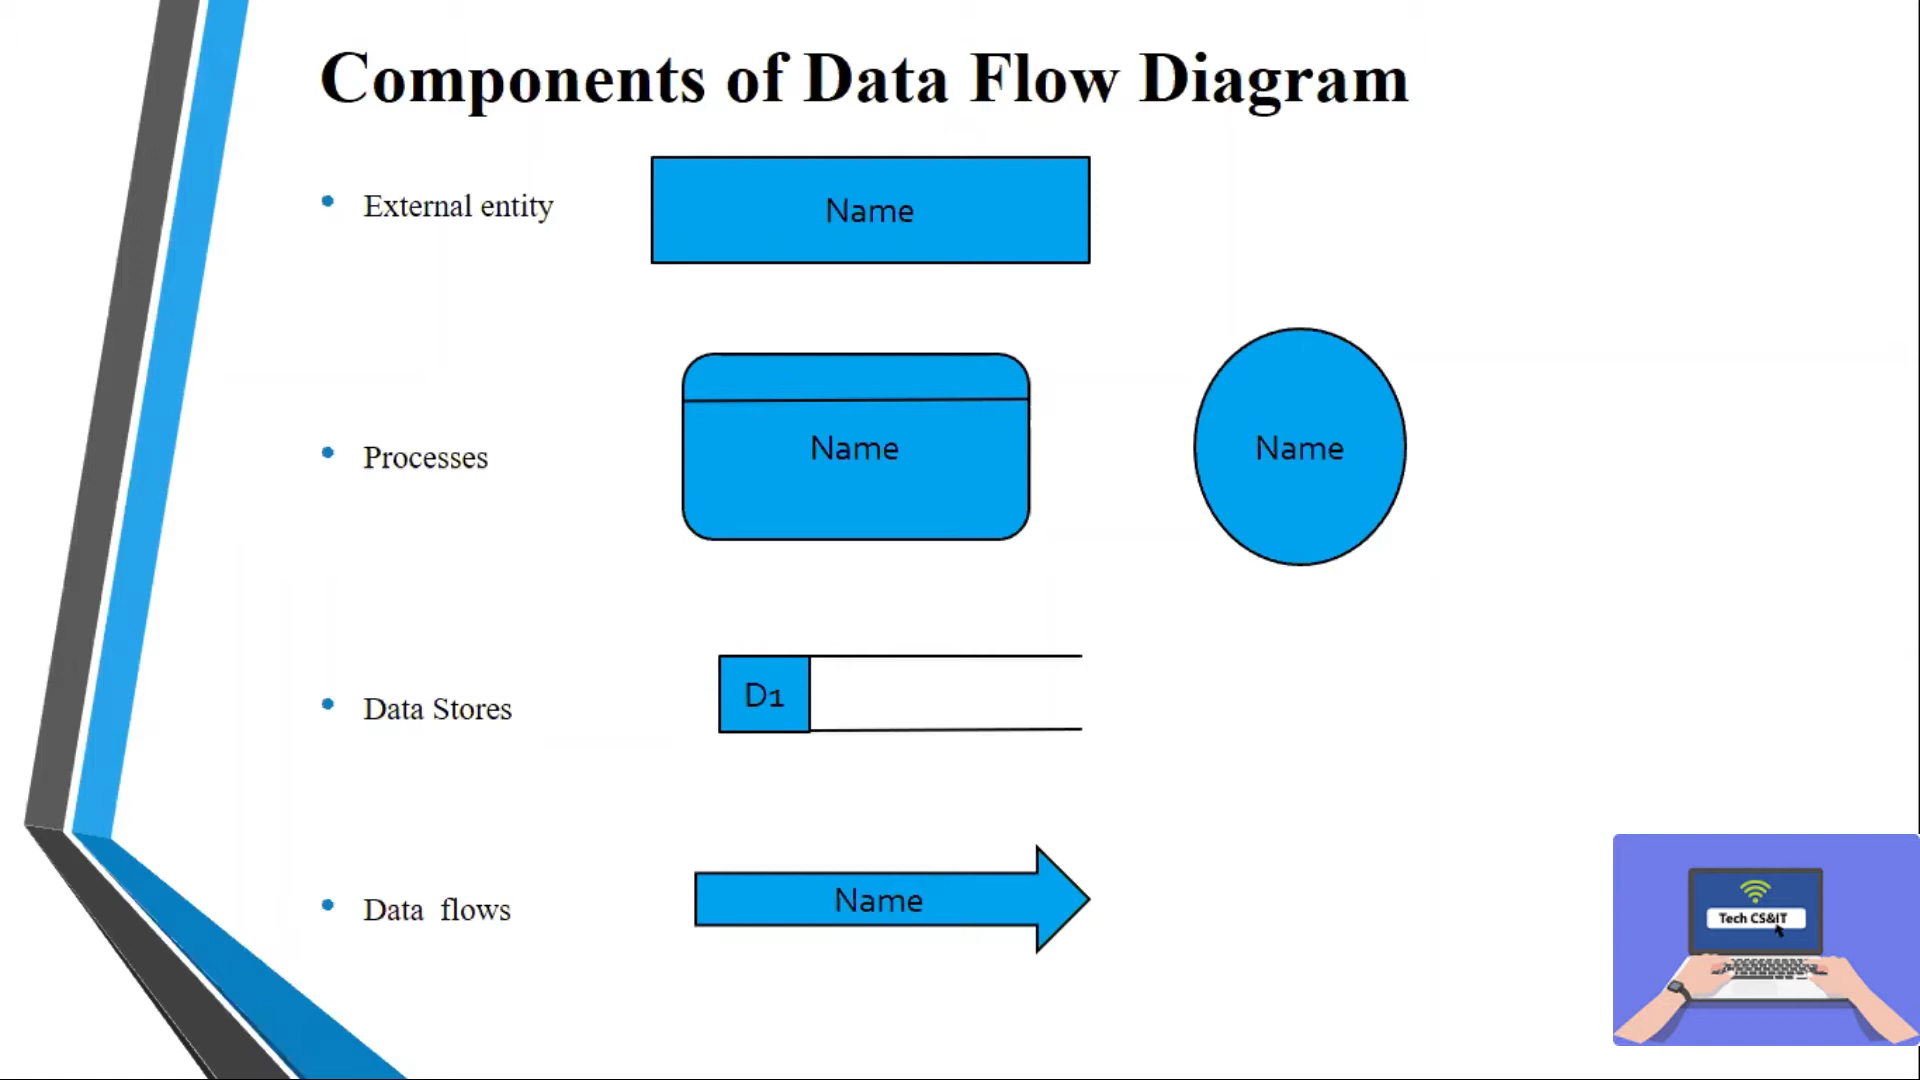 Components of Data Flow Diagram
• External entity
Name
• Processes
Name
Name
• Data Stores
D1
• Data flows
Name
Tech CS&IT